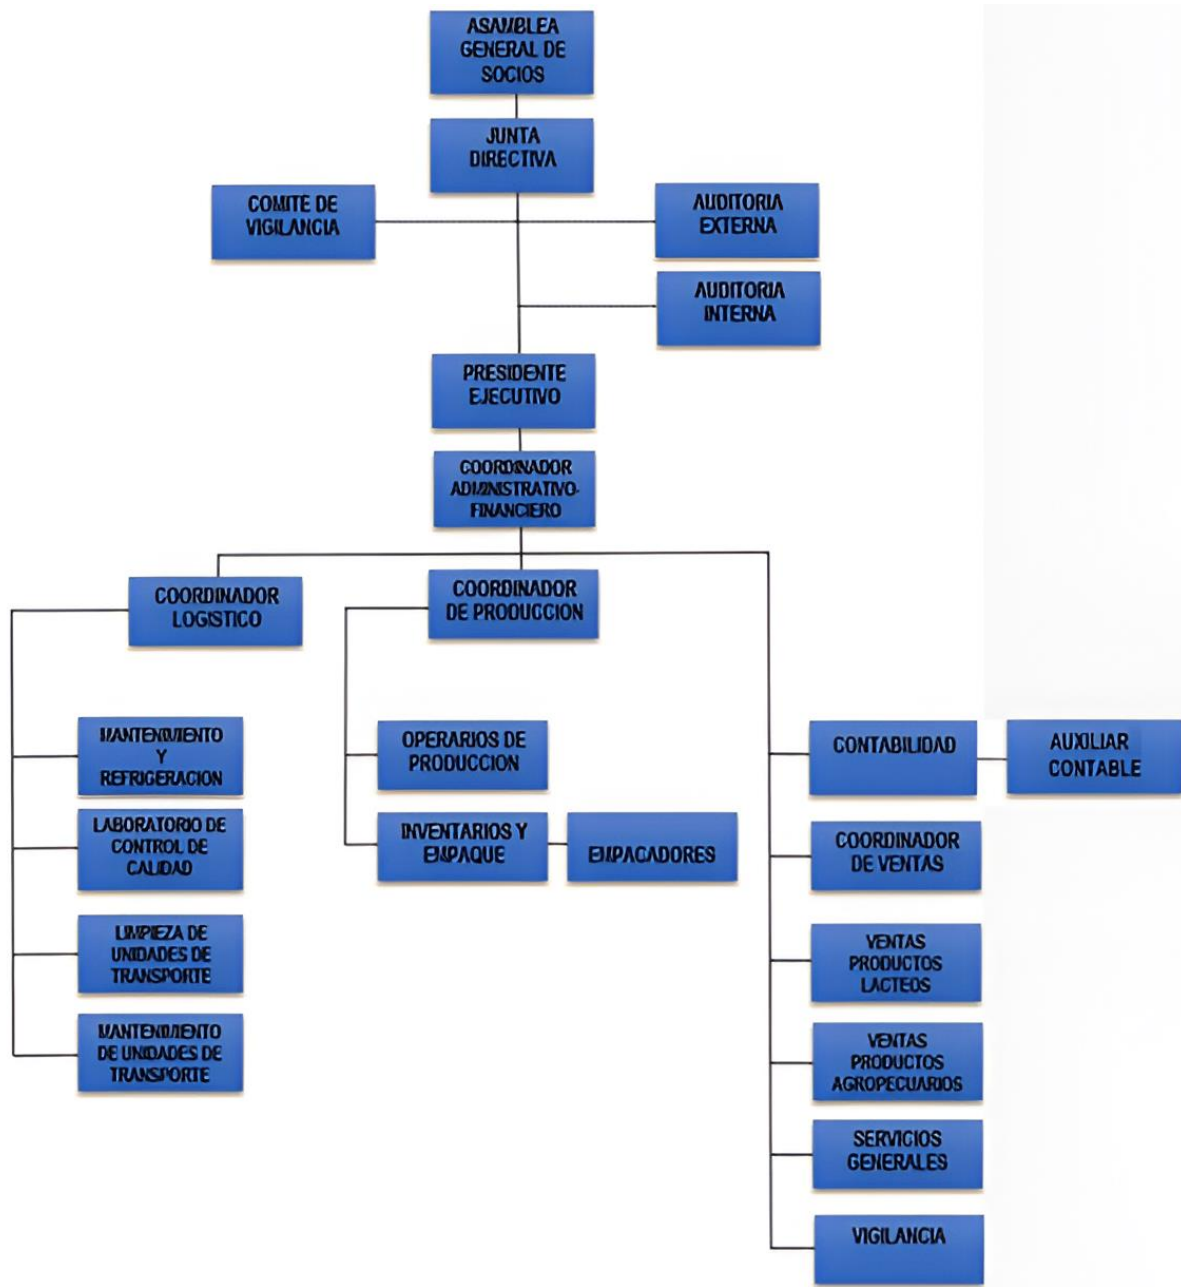 ASAMBLEA
GENERAL DE
SOCIOS
JUNTA
DIRECTIVA
COMITE DE
VIGILANCIA
AUDITORIA
EXTERNA
AUDITORIA
INTERNA
PRESIDENTE
EJECUTIVO
COORDINADOR
ADMINISTRATIVO-
FINANCIERO
COORDINADOR
LOGISTICO
COORDINADOR
DE PRODUCCION
MANTENIMIENTO
Y
REFRIGERACION
LABORATORIO DE
CONTROL DE
CALIDAD
LIMPIEZA DE
UNIDADES DE
TRANSPORTE
MANTENIMIENTO
DE UNIDADES DE
TRANSPORTE
OPERARIOS DE
PRODUCCION
INVENTARIOS Y
EMPAQUE
EMPACADORES
CONTABILIDAD
AUXILIAR
CONTABLE
COORDINADOR
DE VENTAS
VENTAS
PRODUCTOS
LACTEOS
VENTAS
PRODUCTOS
AGROPECUARIOS
SERVICIOS
GENERALES
VIGILANCIA